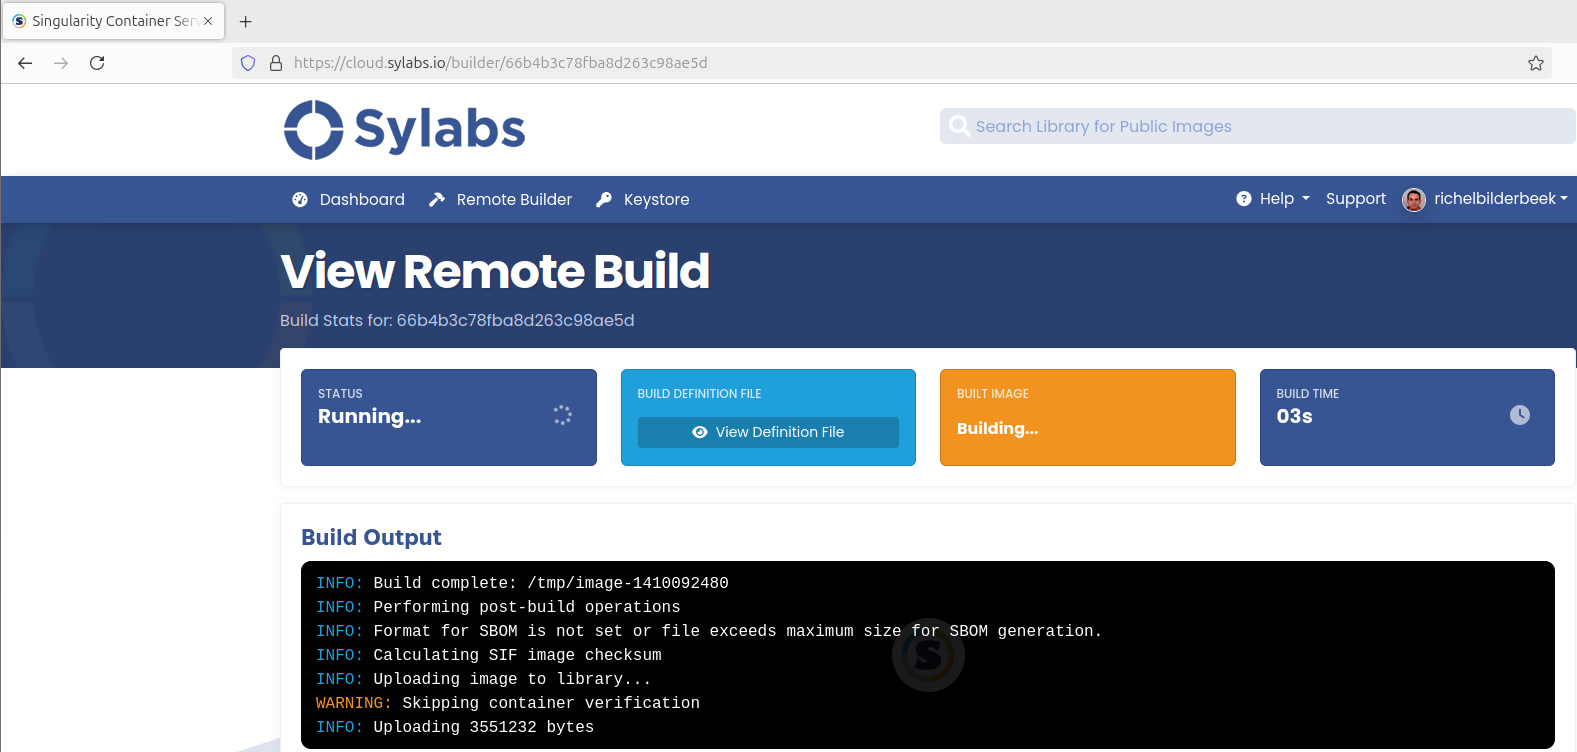 Singularity Container Serv
https://cloud.sylabs.io/builder/66b4b3c78fba8d263c98ae5d
Sylabs
Search Library for Public Images
Dashboard Remote Builder Keystore
Help Support richelbilderbeek
View Remote Build
Build Stats for: 66b4b3c78fba8d263c98ae5d
STATUS
Running...
BUILD DEFINITION FILE
View Definition File
BUILT IMAGE
Building...
BUILD TIME
03s
Build Output
INFO: Build complete: /tmp/image-1410092480
INFO: Performing post-build operations
INFO: Format for SBOM is not set or file exceeds maximum size for SBOM generation.
INFO: Calculating SIF image checksum
INFO: Uploading image to library...
WARNING: Skipping container verification
INFO: Uploading 3551232 bytes